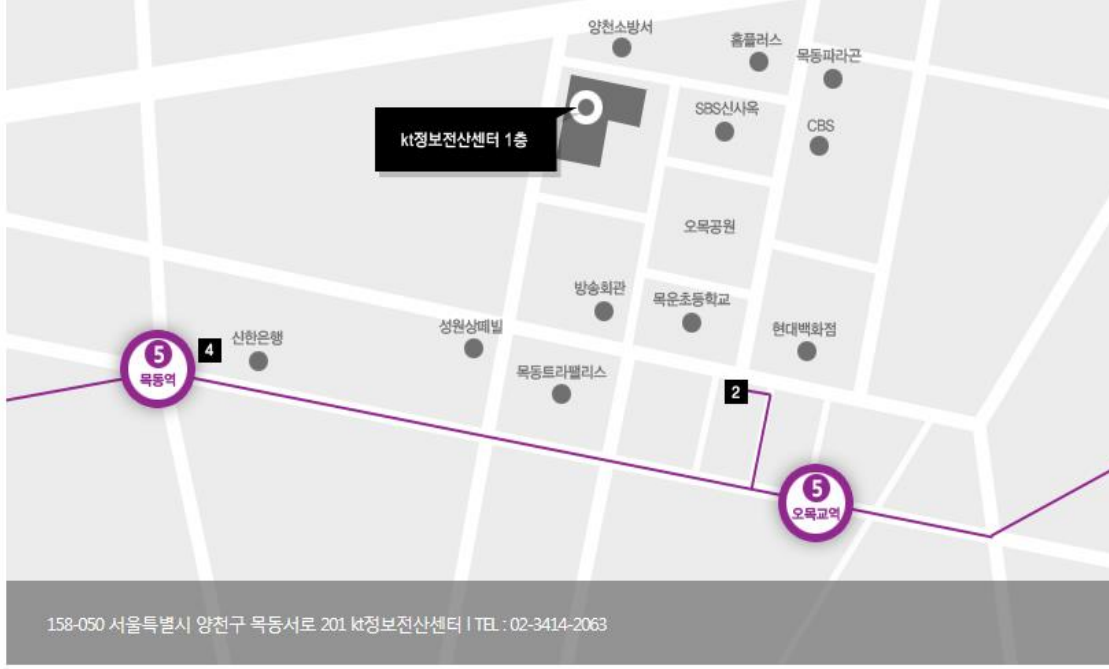 양천소방서
홈플러스
목동파라곤
kt정보전산센터 1층
SBS신사옥
CBS
오목공원
방송회관
목운초등학교
성원상떼빌
현대백화점
신한은행
4
5
목동역
목동트라팰리스
2
5
오목교역
158-050 서울특별시 양천구 목동서로 201 kt정보전산센터 l TEL : 02-3414-2063